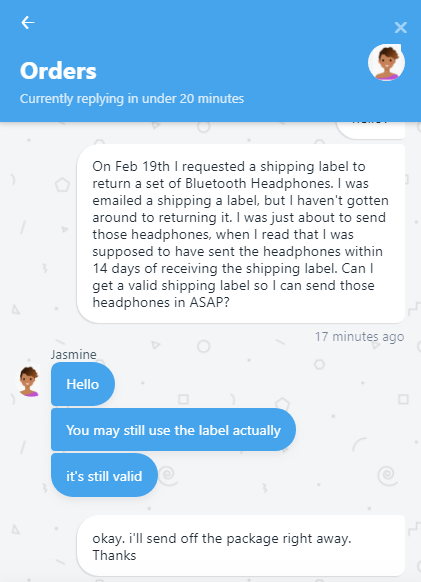 Orders
Currently replying in under 20 minutes
On Feb 19th I requested a shipping label to
return a set of Bluetooth Headphones. I was
emailed a shipping a label, but I haven't gotten
around to returning it. I was just about to send
those headphones, when I read that I was
supposed to have sent the headphones within
14 days of receiving the shipping label. Can I
get a valid shipping label so I can send those
headphones in ASAP?
17 minutes ago
Jasmine
Hello
You may still use the label actually
it's still valid
okay. i'll send off the package right away.
Thanks